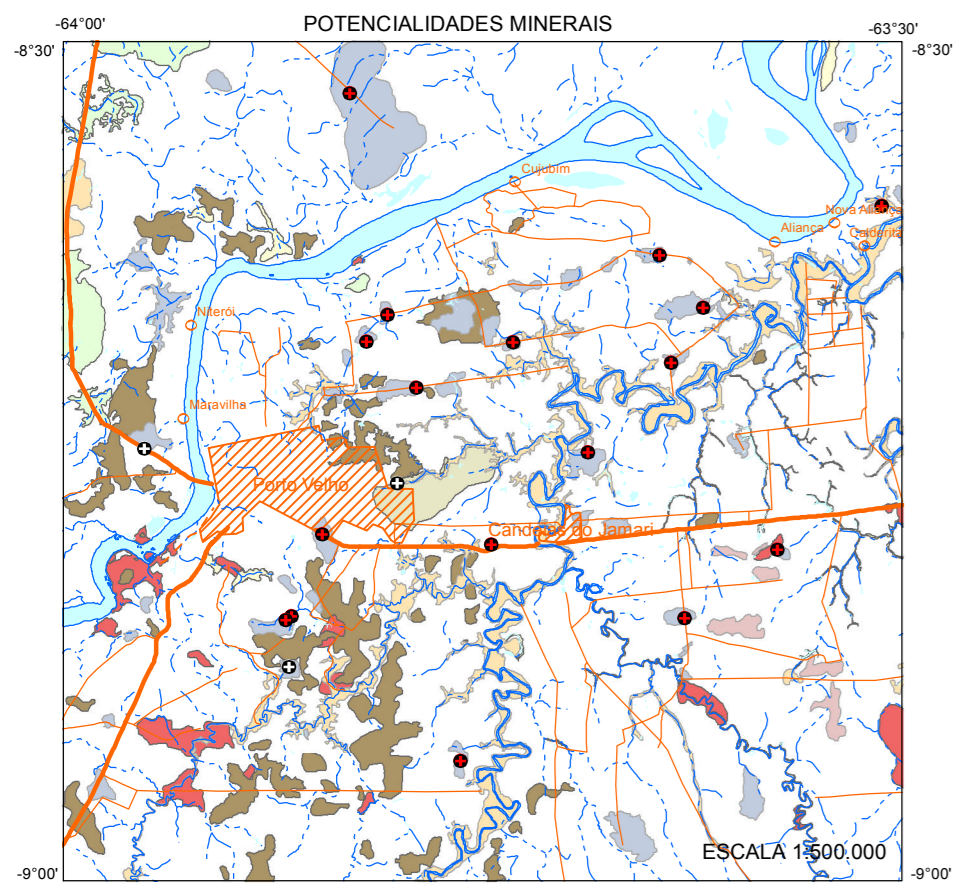 POTENCIALIDADES MINERAIS
-64°00'
-63°30'
-8°30'
-8°30'
Cujubim
Nova Aliança
Aliança
Calderita
Niterói
Maravilha
Porto Velho
Candeias do Jamari
ESCALA 1:500.000
-9°00'
-9°00'